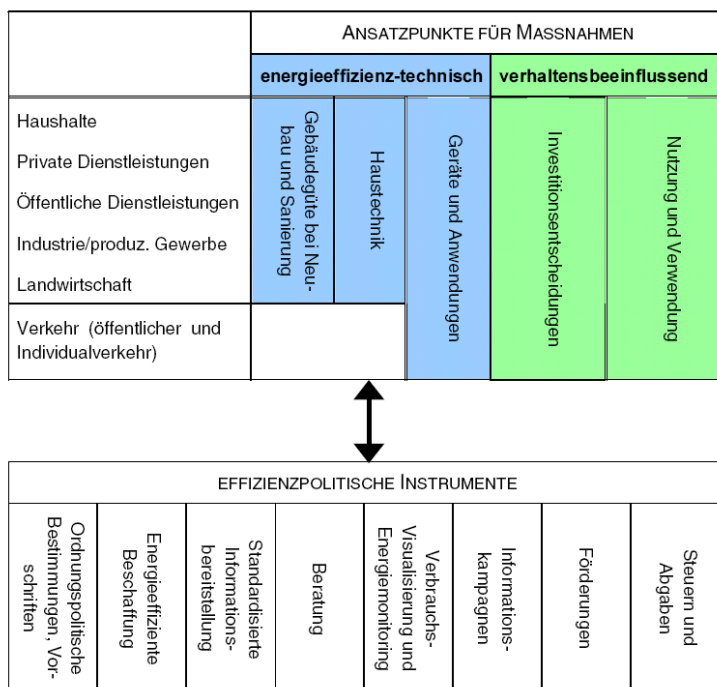 ANSATZPUNKTE FÜR MASSNAHMEN
energieeffizienz-technisch
verhaltensbeeinflussend
Haushalte
Private Dienstleistungen
Öffentliche Dienstleistungen
Industrie/produz. Gewerbe
Landwirtschaft
Verkehr (öffentlicher und
Individualverkehr)
Gebäudegüte bei Neu-
bau und Sanierung
Haustechnik
Geräte und Anwendungen
Investitionsentscheidungen
Nutzung und Verwendung
EFFIZIENZPOLITISCHE INSTRUMENTE
Ordnungspolitische
Bestimmungen, Vor-
schriften
Energieeffiziente
Beschaffung
Standardisierte
Informations-
bereitstellung
Beratung
Verbrauchs-
Visualisierung und
Energiemonitoring
Informations-
kampagnen
Förderungen
Steuern und
Abgaben